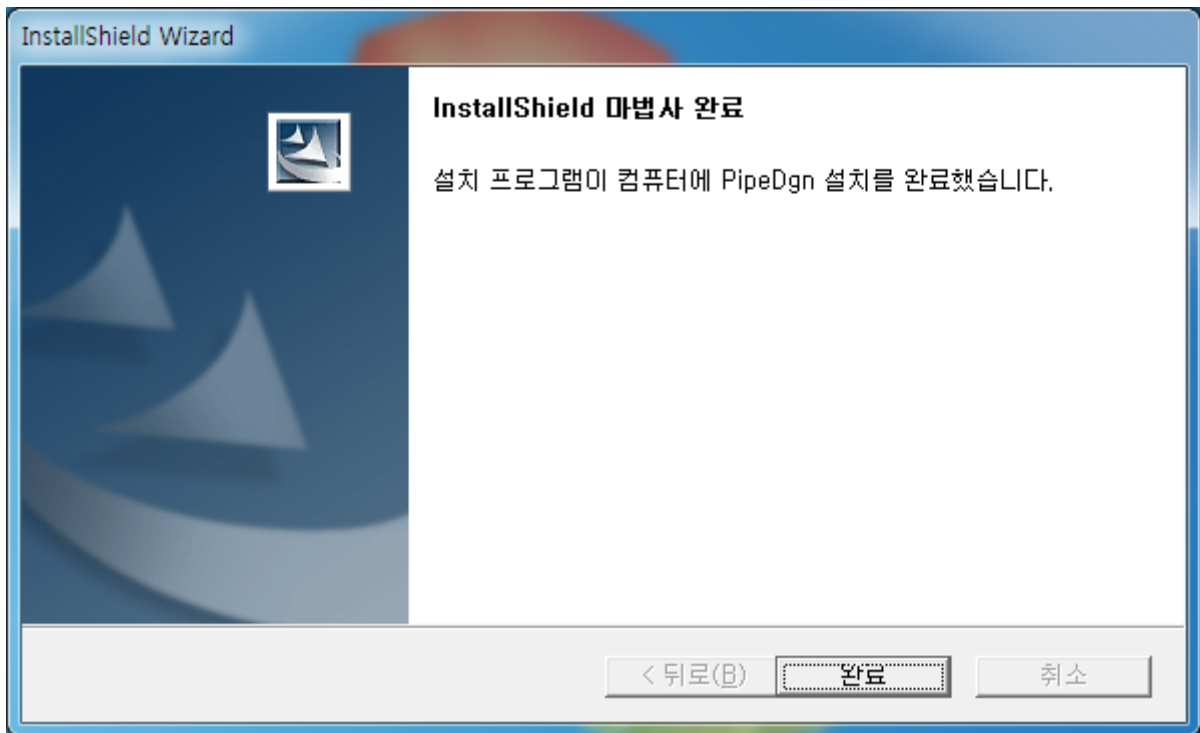 InstallShield Wizard
InstallShield 마법사 완료
설치 프로그램이 컴퓨터에 PipeDgn 설치를 완료했습니다.
< 뒤로(B)
완료
취소